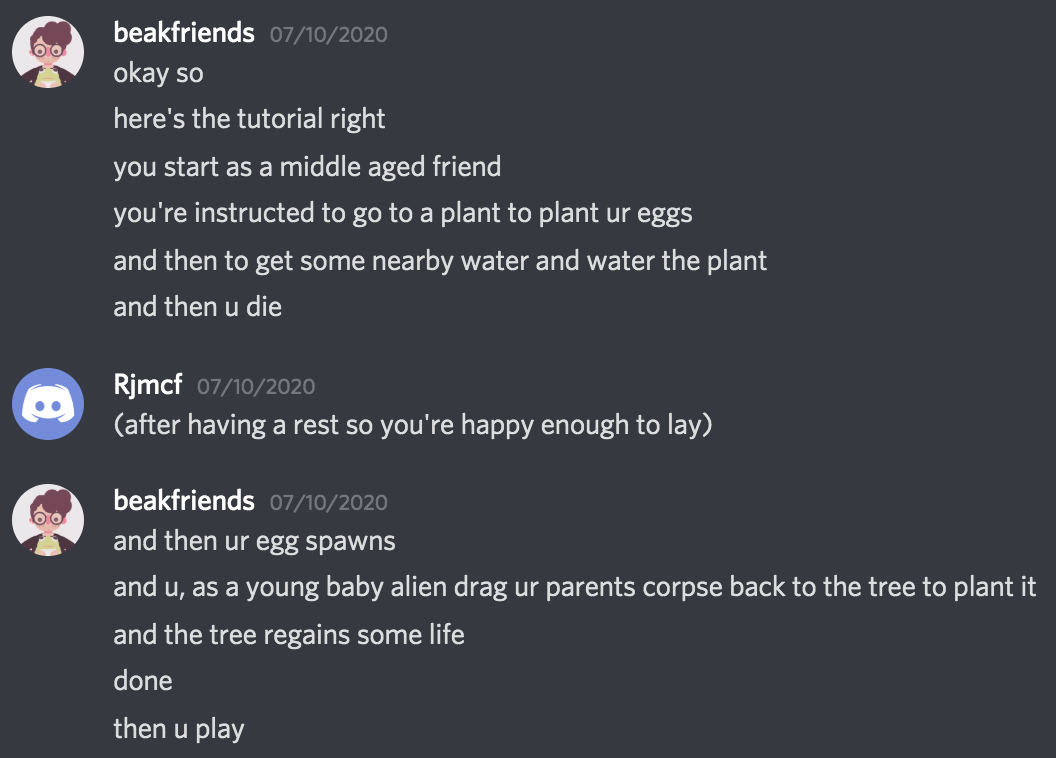 beakfriends 07/10/2020
okay so
here's the tutorial right
you start as a middle aged friend
you're instructed to go to a plant to plant ur eggs
and then to get some nearby water and water the plant
and then u die
Rjmcf 07/10/2020
(after having a rest so you're happy enough to lay)
beakfriends 07/10/2020
and then ur egg spawns
and u, as a young baby alien drag ur parents corpse back to the tree to plant it
and the tree regains some life
done
then u play